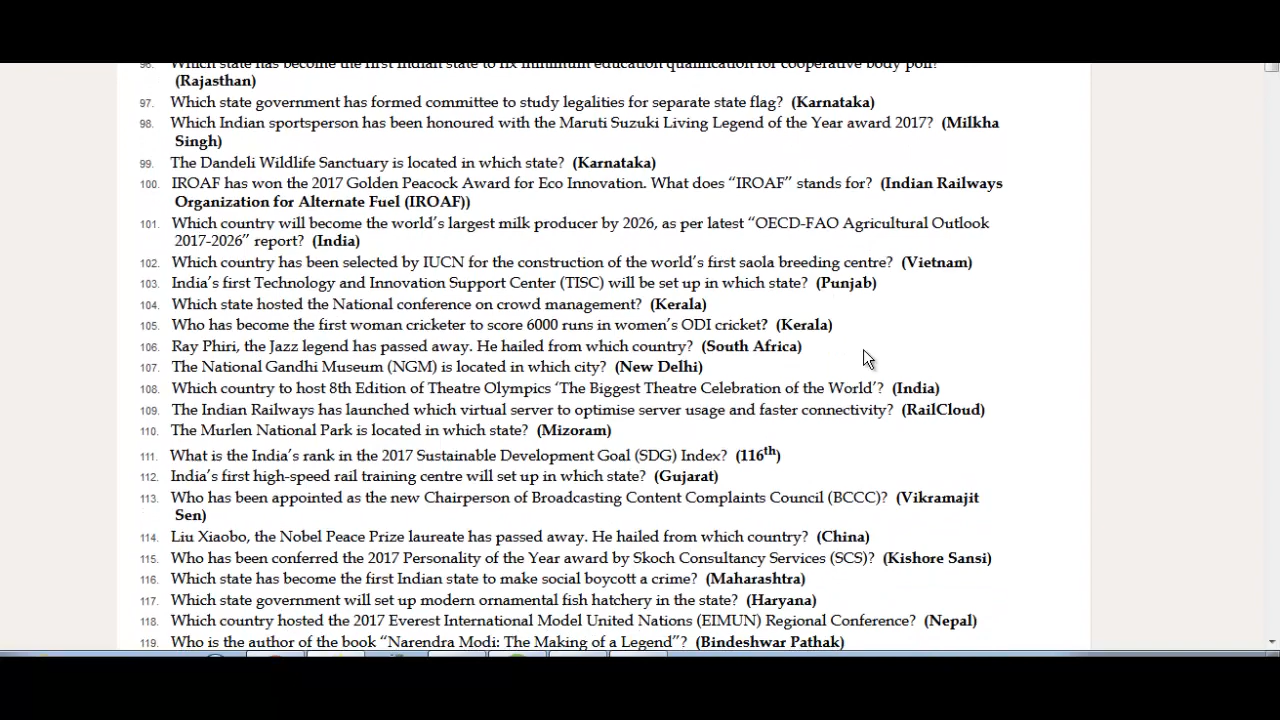 96. Which state has become the first Indian state to fix minimum education qualification for cooperative body poll?
(Rajasthan)
97. Which state government has formed committee to study legalities for separate state flag? (Karnataka)
98. Which Indian sportsperson has been honoured with the Maruti Suzuki Living Legend of the Year award 2017? (Milkha
Singh)
99. The Dandeli Wildlife Sanctuary is located in which state? (Karnataka)
100. IROAF has won the 2017 Golden Peacock Award for Eco Innovation. What does “IROAF” stands for? (Indian Railways
Organization for Alternate Fuel (IROAF))
101. Which country will become the world’s largest milk producer by 2026, as per latest “OECD-FAO Agricultural Outlook
2017-2026” report? (India)
102. Which country has been selected by IUCN for the construction of the world’s first saola breeding centre? (Vietnam)
103. India’s first Technology and Innovation Support Center (TISC) will be set up in which state? (Punjab)
104. Which state hosted the National conference on crowd management? (Kerala)
105. Who has become the first woman cricketer to score 6000 runs in women’s ODI cricket? (Kerala)
106. Ray Phiri, the Jazz legend has passed away. He hailed from which country? (South Africa)
107. The National Gandhi Museum (NGM) is located in which city? (New Delhi)
108. Which country to host 8th Edition of Theatre Olympics ‘The Biggest Theatre Celebration of the World’? (India)
109. The Indian Railways has launched which virtual server to optimise server usage and faster connectivity? (RailCloud)
110. The Murlen National Park is located in which state? (Mizoram)
111. What is the India’s rank in the 2017 Sustainable Development Goal (SDG) Index? (116th)
112. India’s first high-speed rail training centre will set up in which state? (Gujarat)
113. Who has been appointed as the new Chairperson of Broadcasting Content Complaints Council (BCCC)? (Vikramajit
Sen)
114. Liu Xiaobo, the Nobel Peace Prize laureate has passed away. He hailed from which country? (China)
115. Who has been conferred the 2017 Personality of the Year award by Skoch Consultancy Services (SCS)? (Kishore Sansi)
116. Which state has become the first Indian state to make social boycott a crime? (Maharashtra)
117. Which state government will set up modern ornamental fish hatchery in the state? (Haryana)
118. Which country hosted the 2017 Everest International Model United Nations (EIMUN) Regional Conference? (Nepal)
119. Who is the author of the book “Narendra Modi: The Making of a Legend”? (Bindeshwar Pathak)